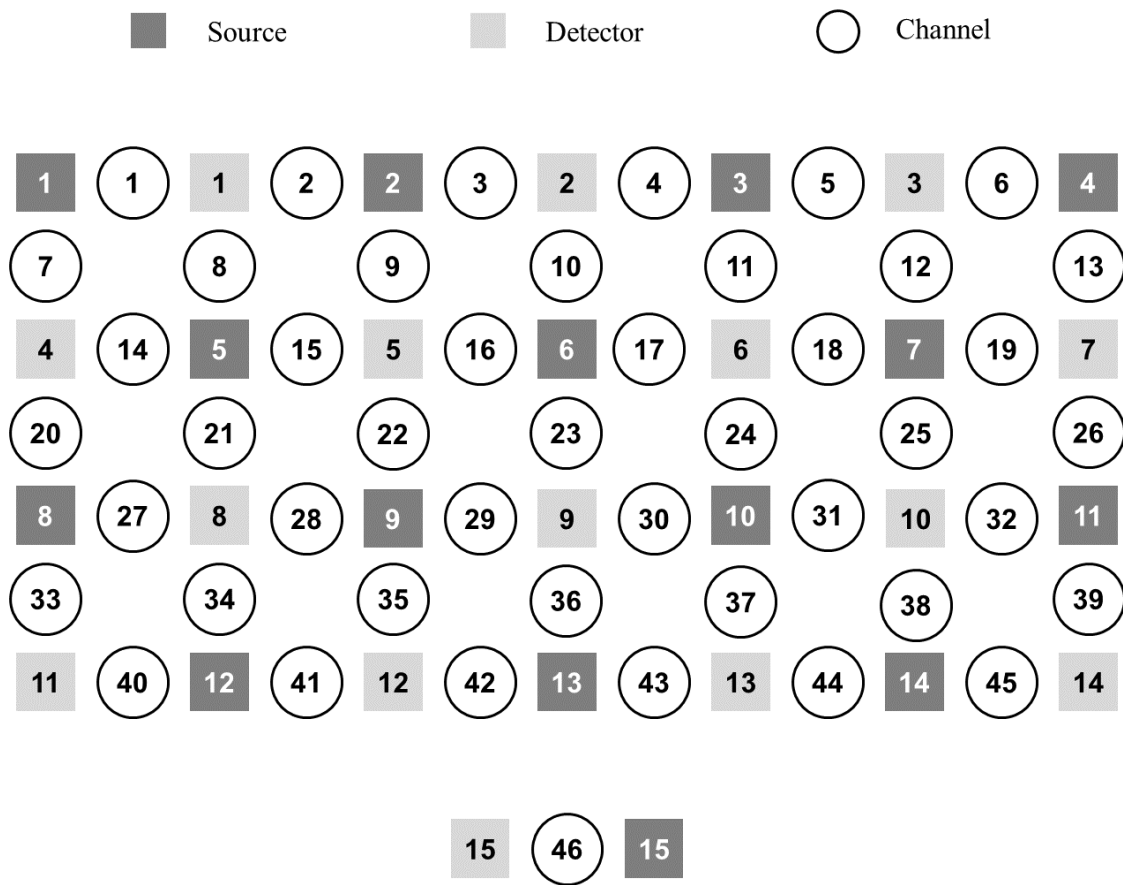 Source Detector Channel
1 1 1 2 2 3 2 4 3 5 3 6 4
7 8 9 10 11 12 13
4 14 5 15 5 16 6 17 6 18 7 19 7
20 21 22 23 24 25 26
8 27 8 28 9 29 9 30 10 31 10 32 11
33 34 35 36 37 38 39
11 40 12 41 12 42 13 43 13 44 14 45 14
15 46 15